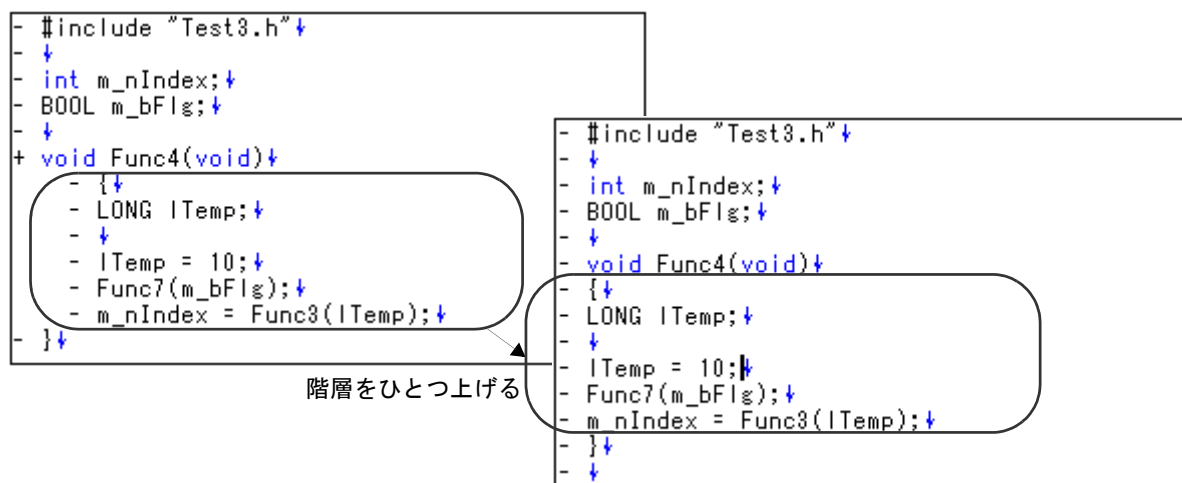 - #include "Test3.h"↓
- ↓
- int m_nIndex;↓
- BOOL m_bFlg;↓
- ↓
+ void Func4(void)↓
- {↓
- LONG lTemp;↓
- ↓
- lTemp = 10;↓
- Func7(m_bFlg);↓
- m_nIndex = Func3(lTemp);↓
- }↓
階層をひとつ上げる
- #include "Test3.h"↓
- ↓
- int m_nIndex;↓
- BOOL m_bFlg;↓
- ↓
- void Func4(void)↓
- {↓
- LONG lTemp;↓
- ↓
- lTemp = 10;↓
- Func7(m_bFlg);↓
- m_nIndex = Func3(lTemp);↓
- }↓
- ↓